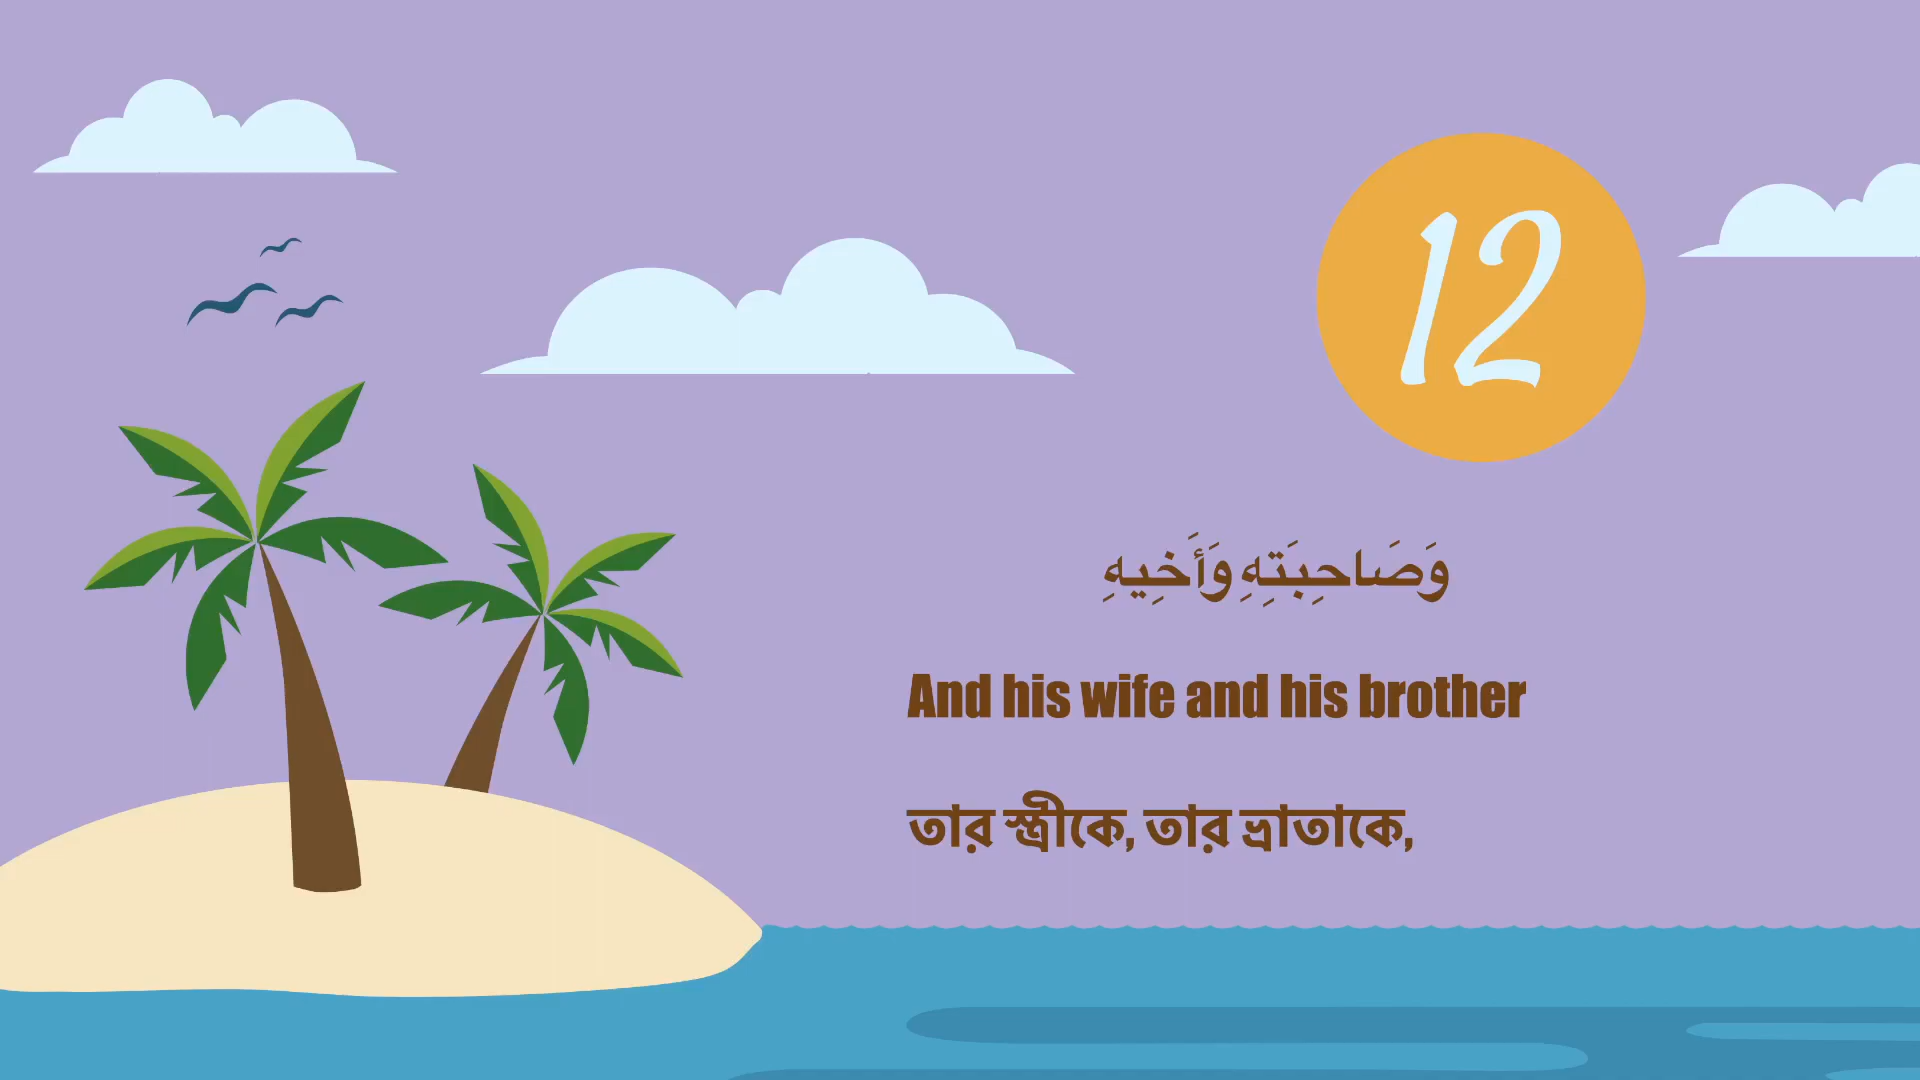 12
وَصَاحِبَتِهِ وَأَخِيهِ
And his wife and his brother
তার স্ত্রীকে, তার ভ্রাতাকে,